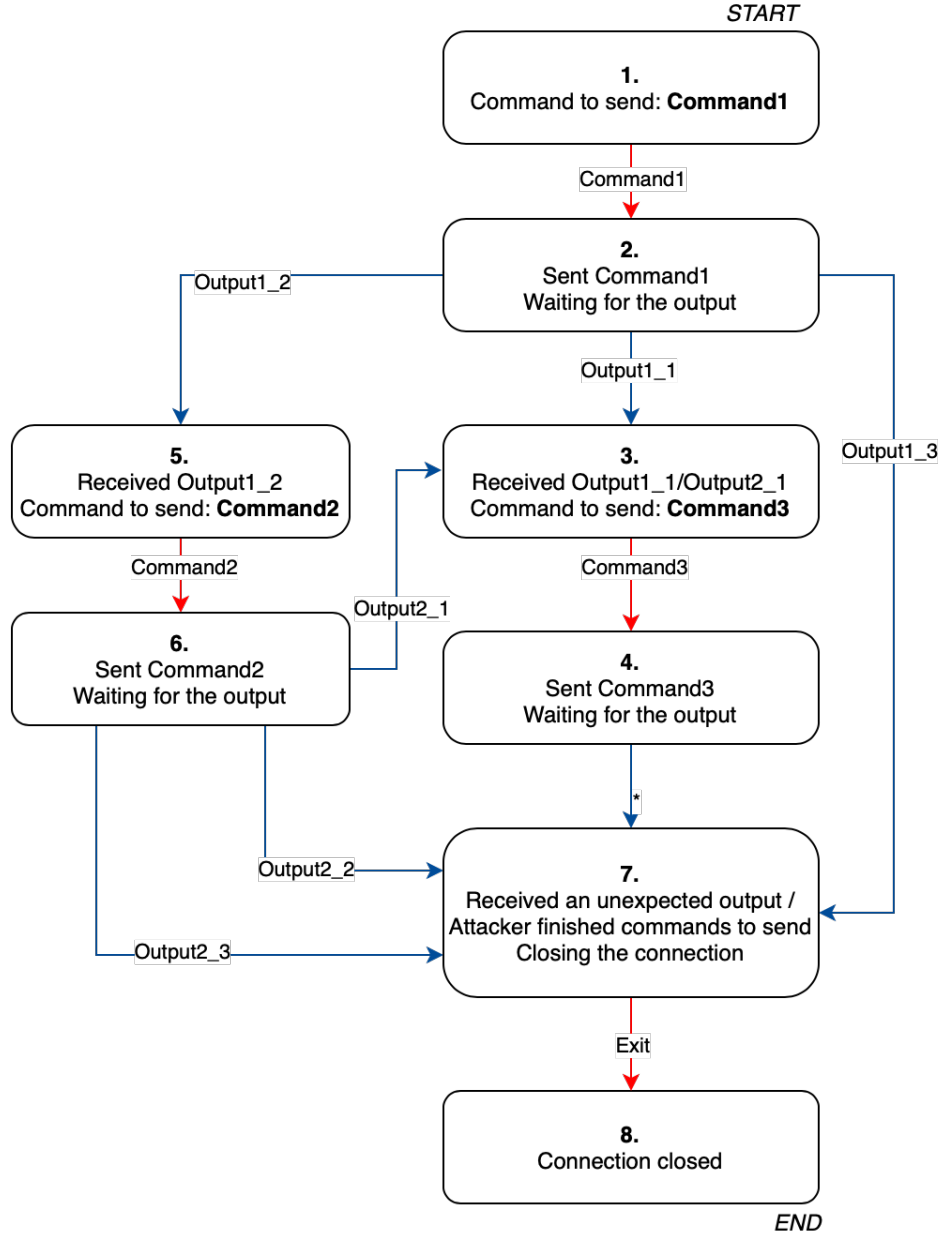 START
1.
Command to send: Command1
Command1
2.
Sent Command1
Waiting for the output
Output1_2
Output1_1
Output1_3
5.
Received Output1_2
Command to send: Command2
3.
Received Output1_1/Output2_1
Command to send: Command3
Command2
Command3
Output2_1
6.
Sent Command2
Waiting for the output
4.
Sent Command3
Waiting for the output
*
Output2_2
Output2_3
7.
Received an unexpected output /
Attacker finished commands to send
Closing the connection
Exit
8.
Connection closed
END